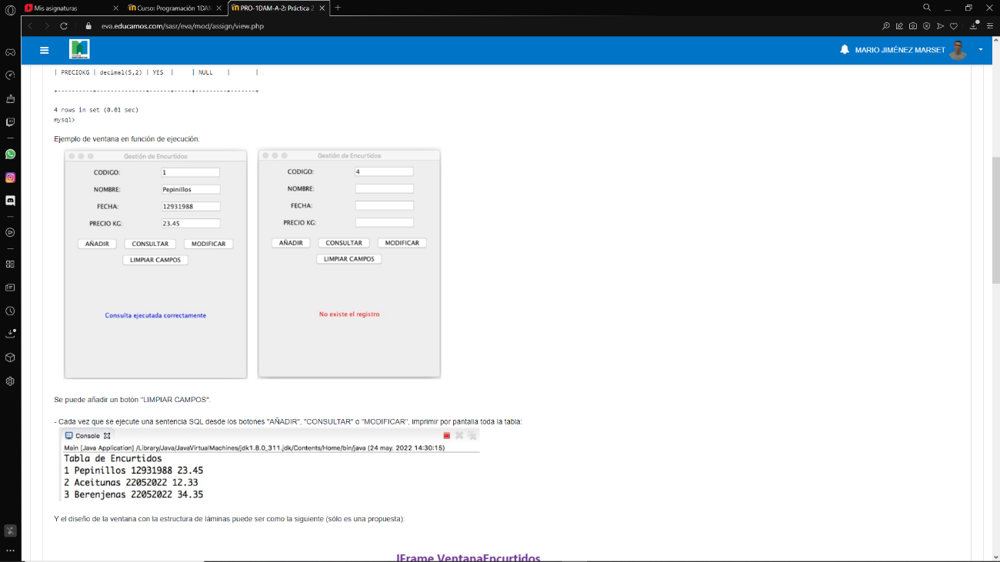 Mis asignaturas
Curso: Programación 1DAM
PRO-1DAM-A-2: Práctica 2
eva.educamos.com/sasr/eva/mod/assign/view.php
MARIO JIMÉNEZ MARSET
| PRECIOKG | decimal(5,2) | YES | | NULL | |
+----------+--------------+------+-----+---------+-------+
4 rows in set (0.01 sec)
mysql>
Ejemplo de ventana en función de ejecución:
Gestión de Encurtidos
CODIGO: 1
NOMBRE: Pepinillos
FECHA: 12931988
PRECIO KG: 23.45
AÑADIR CONSULTAR MODIFICAR
LIMPIAR CAMPOS
Consulta ejecutada correctamente
Gestión de Encurtidos
CODIGO: 4
NOMBRE:
FECHA:
PRECIO KG:
AÑADIR CONSULTAR MODIFICAR
LIMPIAR CAMPOS
No existe el registro
Se puede añadir un botón "LIMPIAR CAMPOS".
- Cada vez que se ejecute una sentencia SQL desde los botones "AÑADIR", "CONSULTAR" o "MODIFICAR", imprimir por pantalla toda la tabla:
Console
Main [Java Application] /Library/Java/JavaVirtualMachines/jdk1.8.0_311.jdk/Contents/Home/bin/java (24 may. 2022 14:30:15)
Tabla de Encurtidos
1 Pepinillos 12931988 23.45
2 Aceitunas 22052022 12.33
3 Berenjenas 22052022 34.35
Y el diseño de la ventana con la estructura de láminas puede ser como la siguiente (sólo es una propuesta):
JFrame VentanaEncurtidos